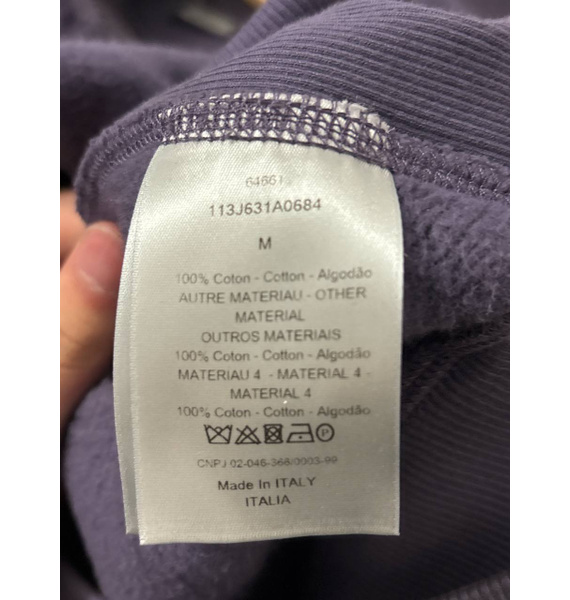 64661
113J631A0684
M
100% Coton - Cotton - Algodão
AUTRE MATERIAU - OTHER
MATERIAL
OUTROS MATERIAIS
100% Coton - Cotton - Algodão
MATERIAU 4 - MATERIAL 4 -
MATERIAL 4
100% Coton - Cotton - Algodão
P
CNPJ 02-046-368/0003-99
Made In ITALY
ITALIA